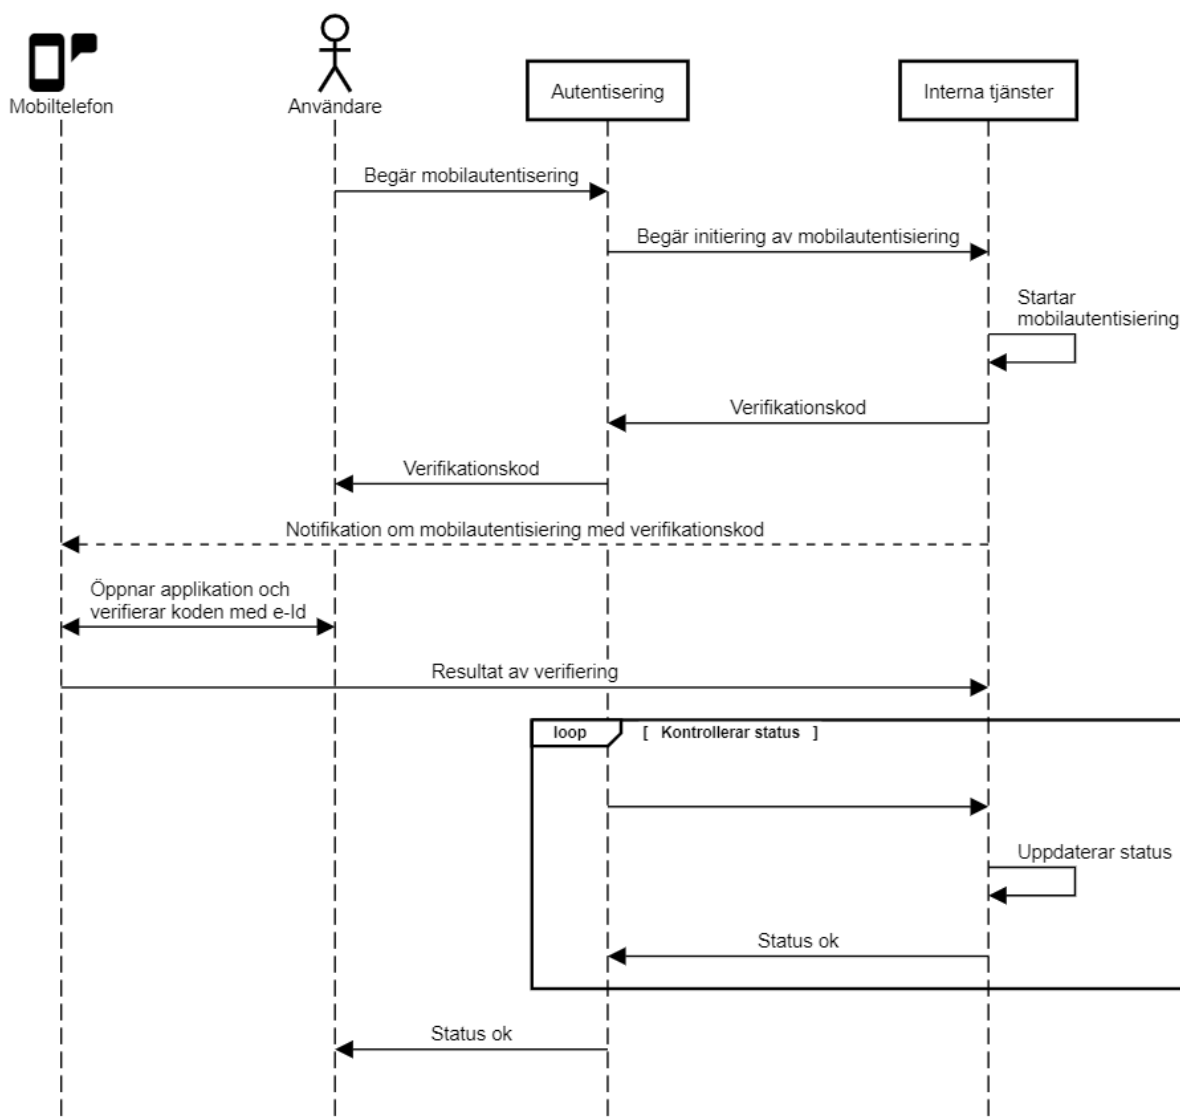 Mobiltelefon
Användare
Autentisering
Interna tjänster
Begär mobilautentisering
Begär initiering av mobilautentisiering
Startar
mobilautentisiering
Verifikationskod
Verifikationskod
Notifikation om mobilautentisiering med verifikationskod
Öppnar applikation och
verifierar koden med e-Id
Resultat av verifiering
loop [ Kontrollerar status ]
Uppdaterar status
Status ok
Status ok